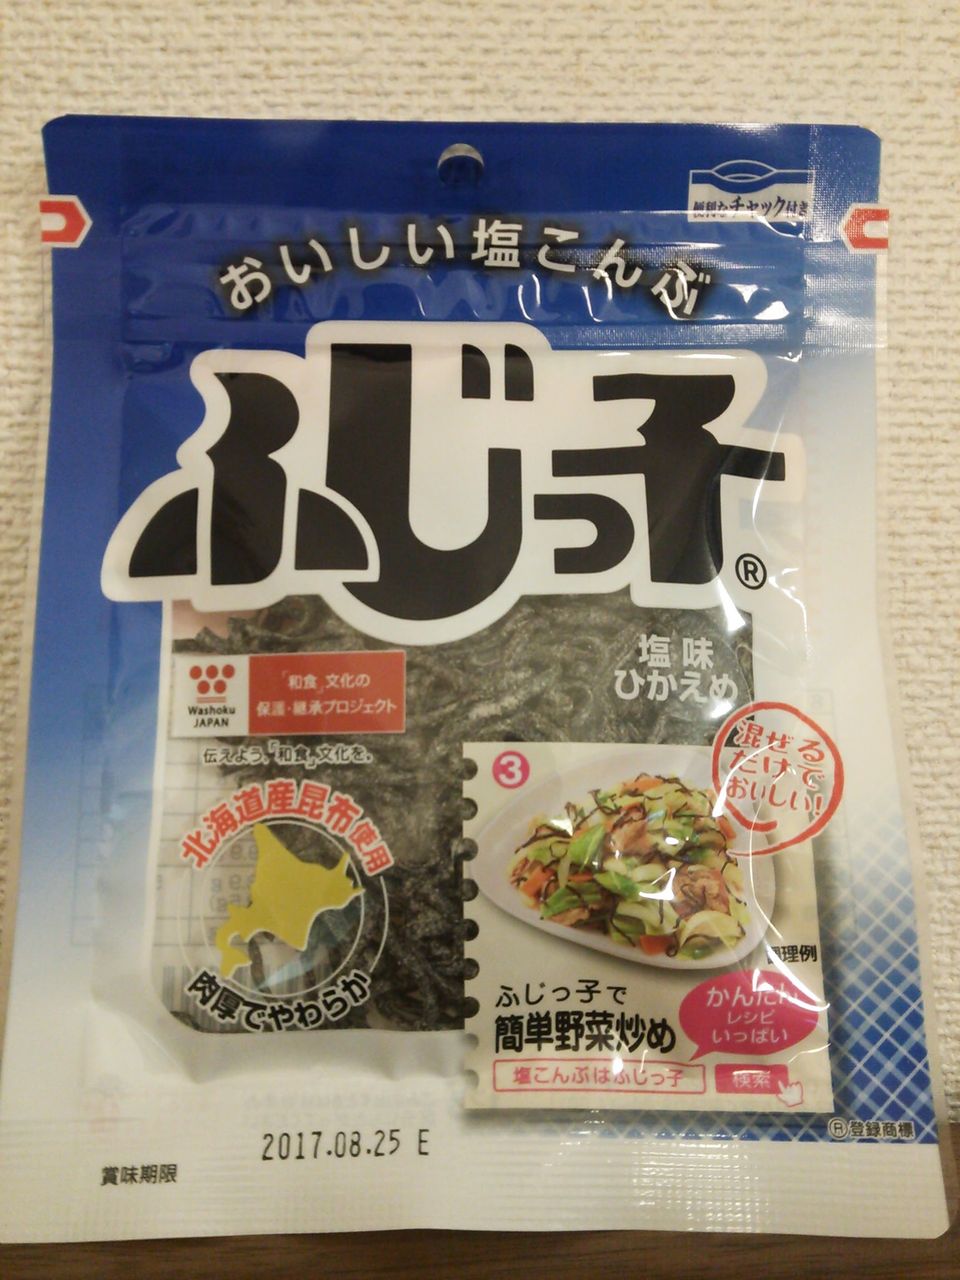 便利なチャック付き
おいしい塩こんぶ
ふじっ子®
塩味
ひかえめ
Washoku
JAPAN
「和食」文化の
保護・継承プロジェクト
伝えよう、「和食」文化を。
混ぜる
だけで
おいしい!
北海道産昆布使用
肉厚でやわらか
3
調理例
ふじっ子で
簡単野菜炒め
かんたん
レシピ
いっぱい
塩こんぶはふじっ子
検索
®登録商標
2017.08.25 E
賞味期限